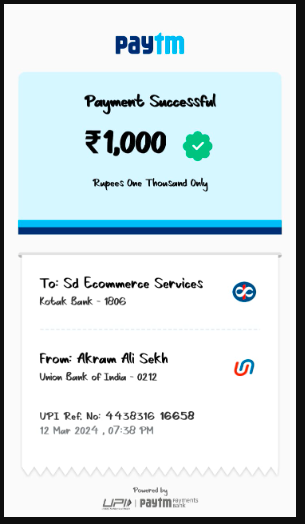 paytm
Payment Successful
₹1,000
Rupees One Thousand Only
To: Sd Ecommerce Services
Kotak Bank - 1806
From: Akram Ali Sekh
Union Bank of India - 0212
UPI Ref. No: 4438316 16658
12 Mar 2024 , 07:38 PM
Powered by
UPI paytm payments
BANK